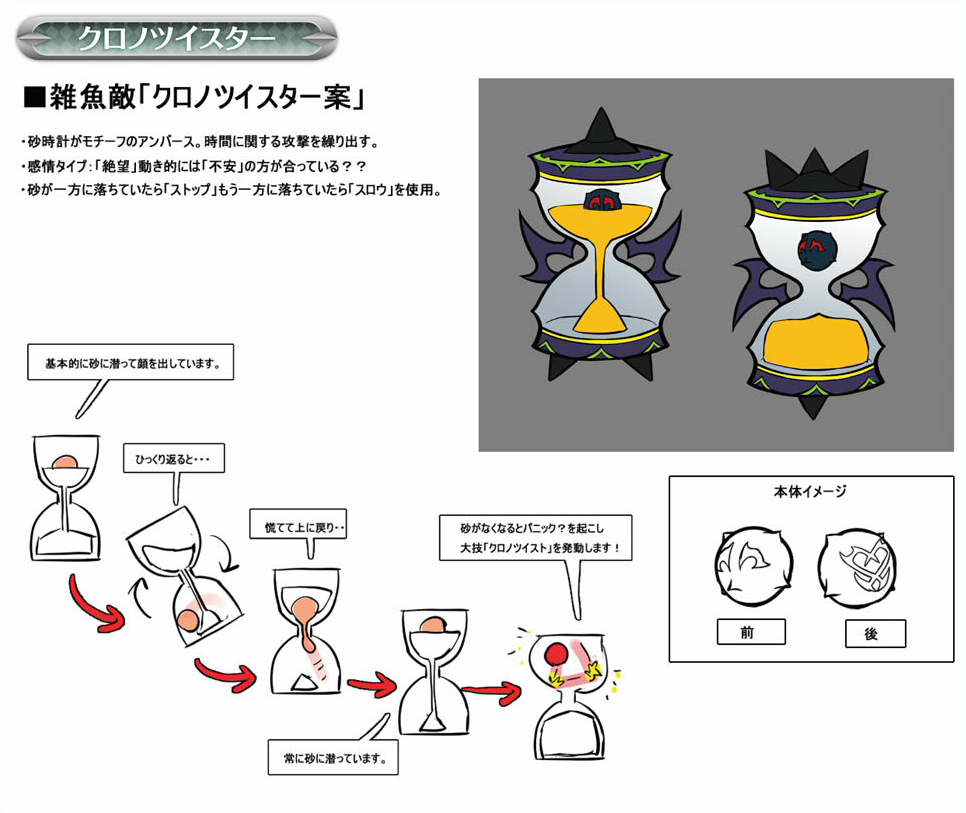 クロノツイスター
■雑魚敵「クロノツイスター案」
・砂時計がモチーフのアンバース。時間に関する攻撃を繰り出す。
・感情タイプ：「絶望」動き的には「不安」の方が合っている？？
・砂が一方に落ちていたら「ストップ」もう一方に落ちていたら「スロウ」を使用。
基本的に砂に潜って顔を出しています。
ひっくり返ると・・・
慌てて上に戻り・・
砂がなくなるとパニック？を起こし
大技「クロノツイスト」を発動します！
常に砂に潜っています。
本体イメージ
前
後